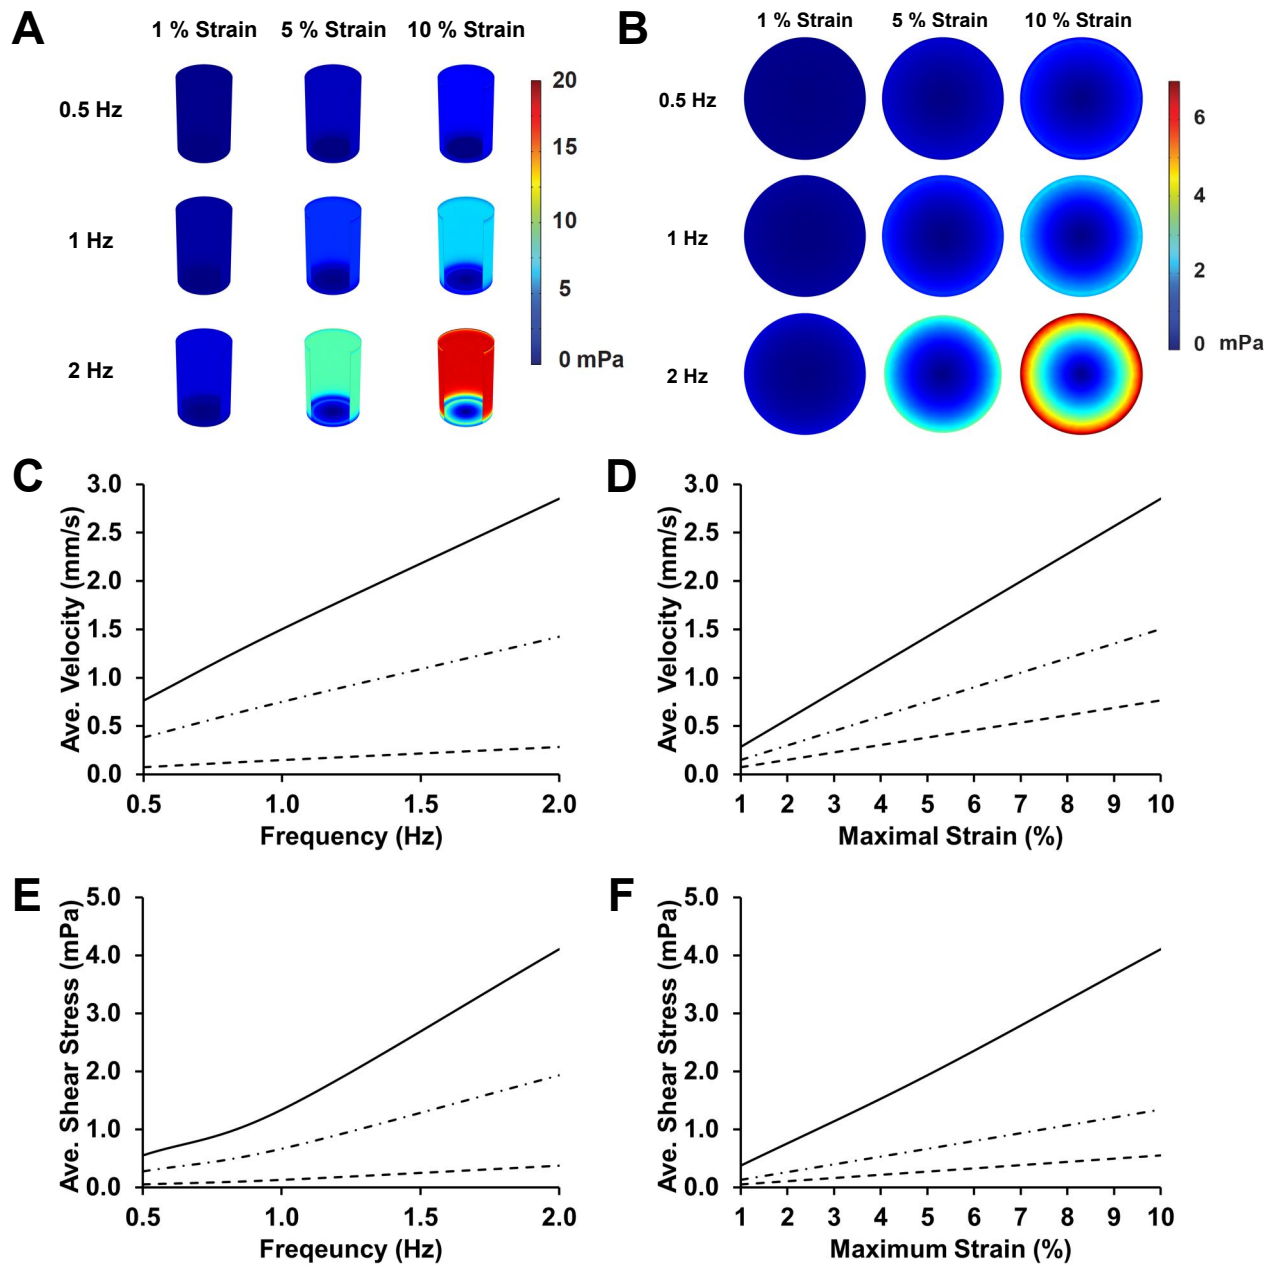 A
1 % Strain 5 % Strain 10 % Strain
0.5 Hz
1 Hz
2 Hz
20
15
10
5
0 mPa
B
1 % Strain 5 % Strain 10 % Strain
0.5 Hz
1 Hz
2 Hz
6
4
2
0 mPa
C
Ave. Velocity (mm/s)
3.0
2.5
2.0
1.5
1.0
0.5
0.0
0.5 1.0 1.5 2.0
Frequency (Hz)
D
Ave. Velocity (mm/s)
3.0
2.5
2.0
1.5
1.0
0.5
0.0
1 2 3 4 5 6 7 8 9 10
Maximal Strain (%)
E
Ave. Shear Stress (mPa)
5.0
4.0
3.0
2.0
1.0
0.0
0.5 1.0 1.5 2.0
Freqeuncy (Hz)
F
Ave. Shear Stress (mPa)
5.0
4.0
3.0
2.0
1.0
0.0
1 2 3 4 5 6 7 8 9 10
Maximum Strain (%)